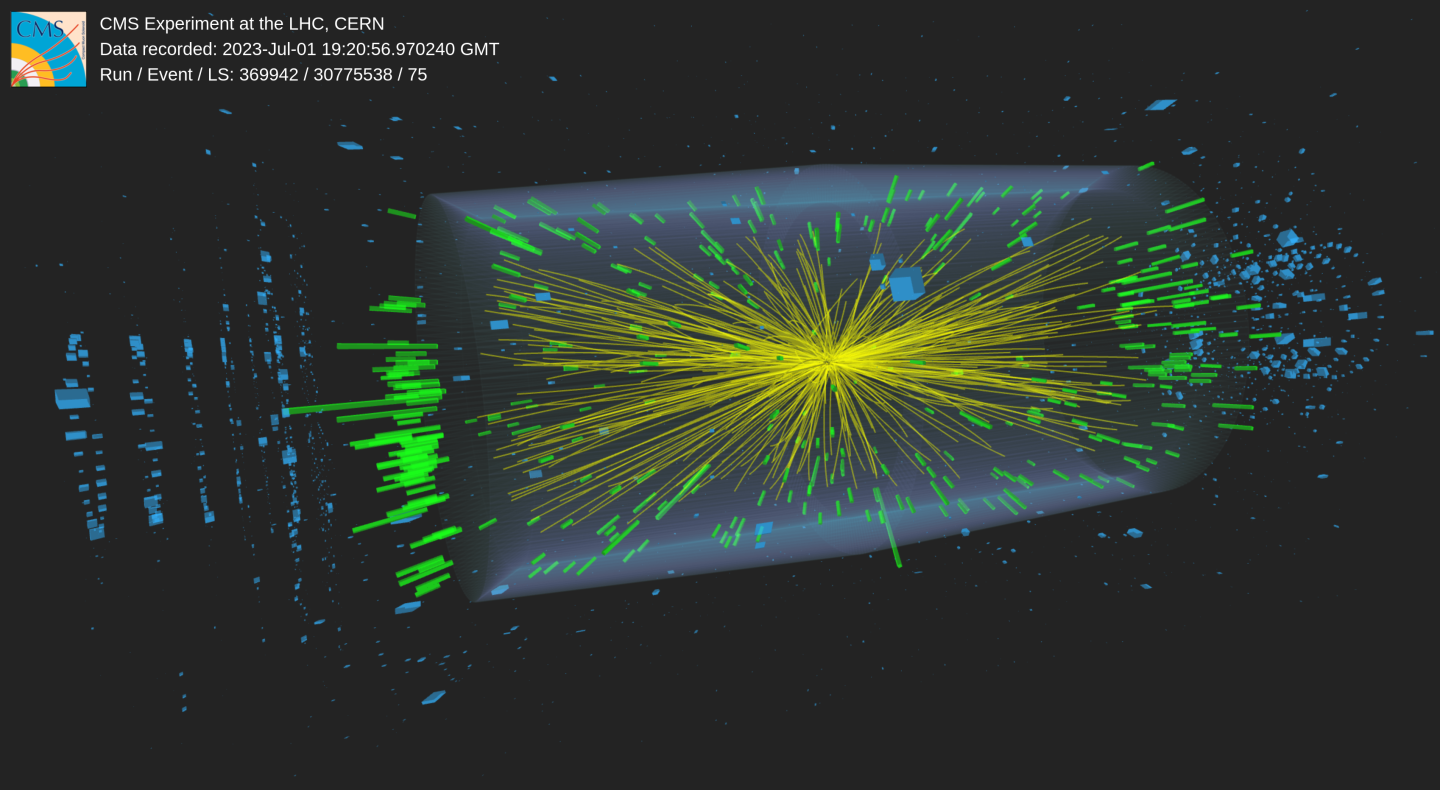 CMS
CMS Experiment at the LHC, CERN
Data recorded: 2023-Jul-01 19:20:56.970240 GMT
Run / Event / LS: 369942 / 30775538 / 75